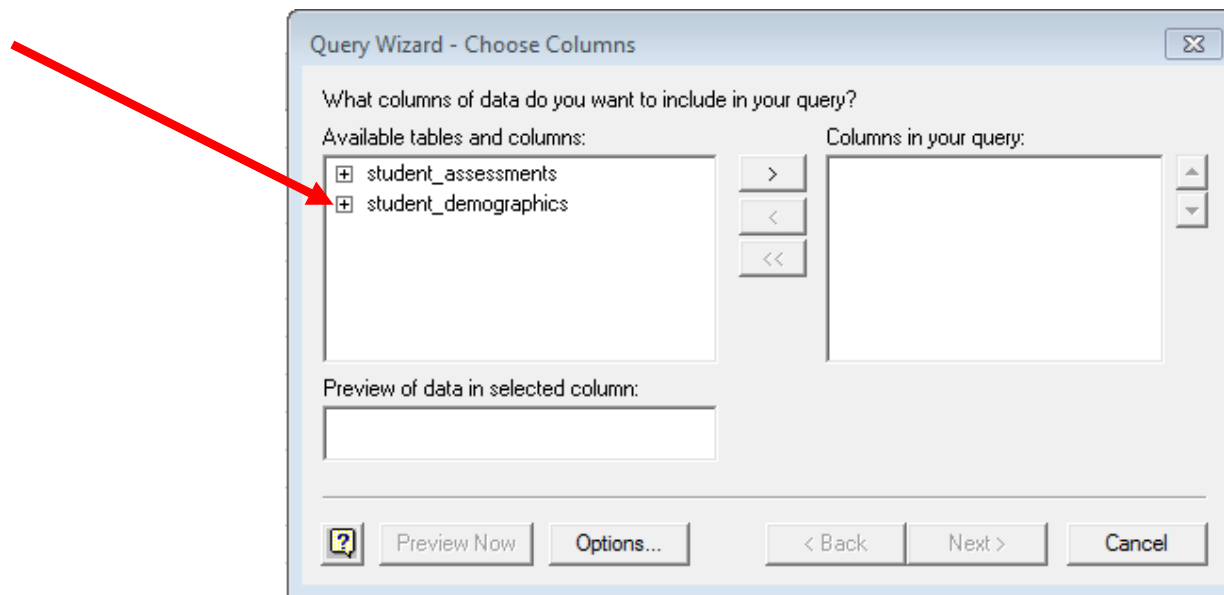 Query Wizard - Choose Columns
What columns of data do you want to include in your query?
Available tables and columns:
Columns in your query:
student_assessments
student_demographics
>
<
<<
Preview of data in selected column:
?
Preview Now
Options...
< Back
Next >
Cancel